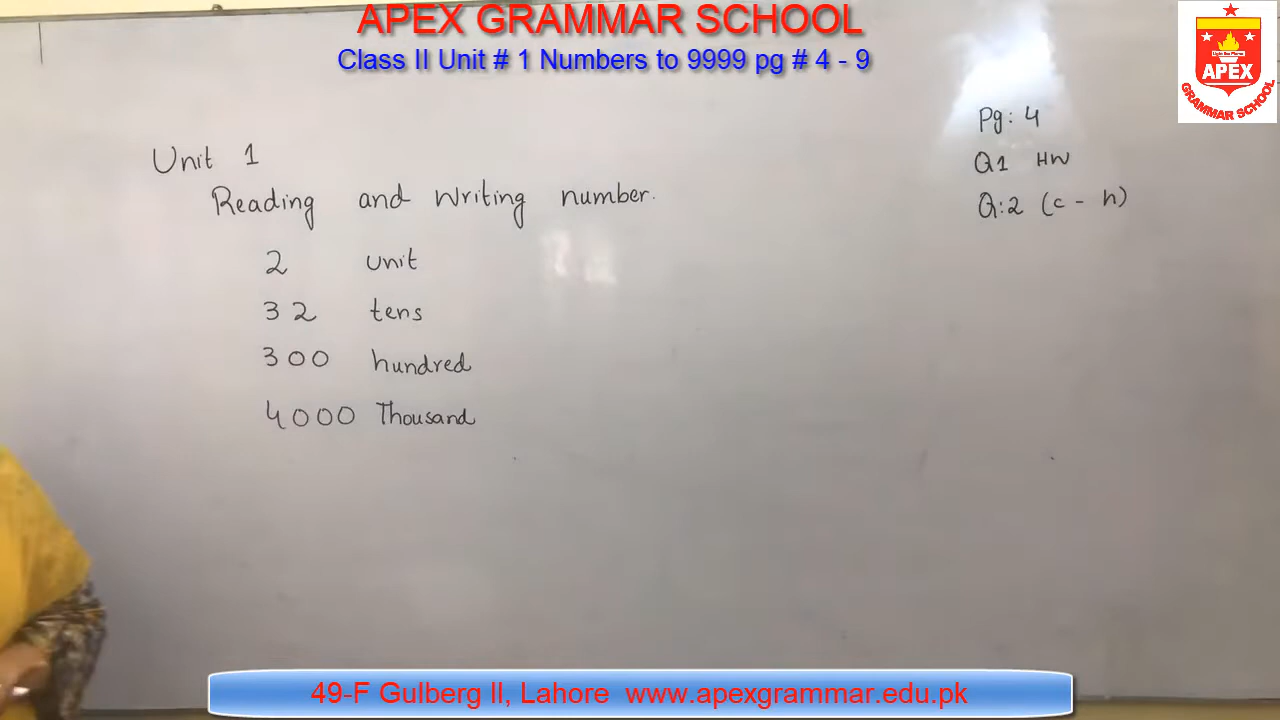 APEX GRAMMAR SCHOOL
Class II Unit # 1 Numbers to 9999 pg # 4 - 9
APEX
GRAMMAR SCHOOL
Pg: 4
Q1 HW
Q:2 (c - h)
Unit 1
Reading and Writing number.
2 unit
32 tens
300 hundred
4000 Thousand
49-F Gulberg II, Lahore www.apexgrammar.edu.pk